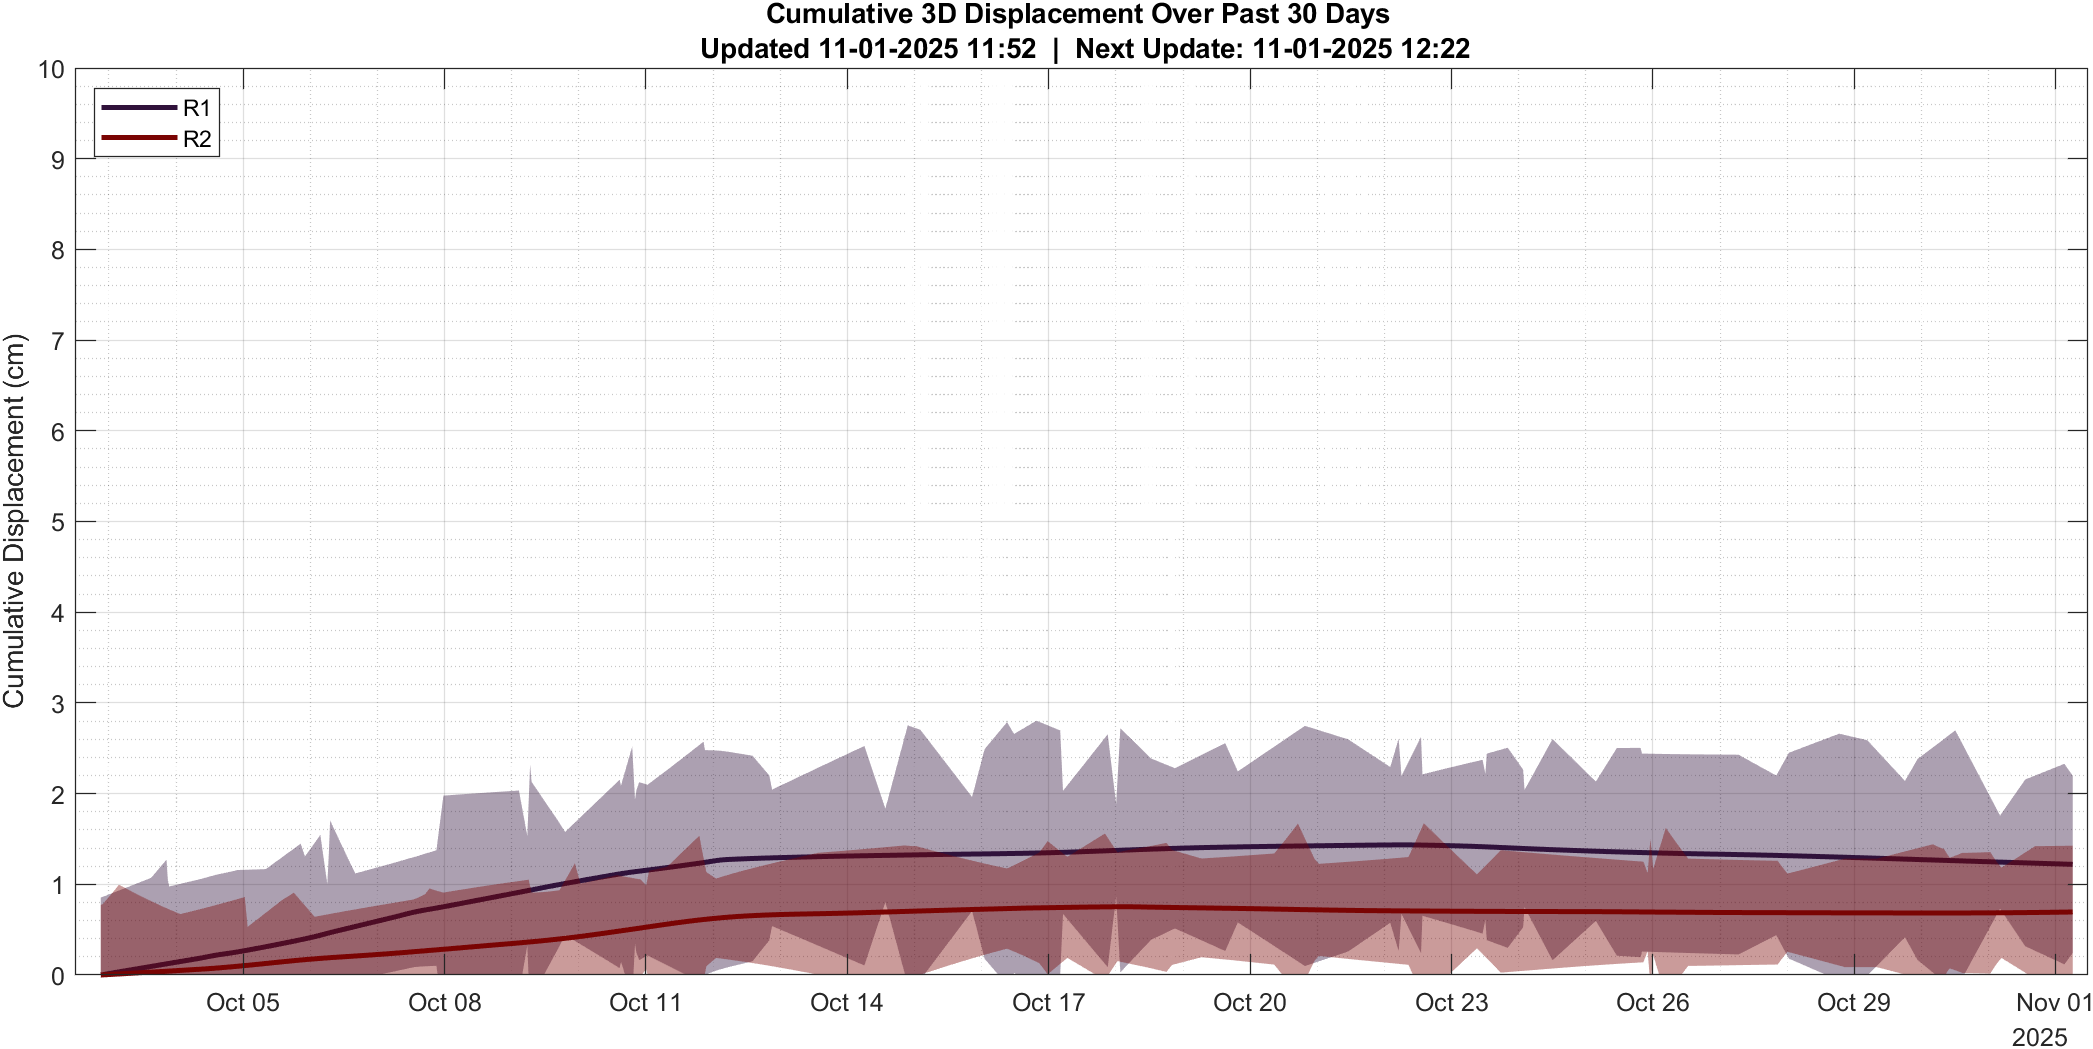 Cumulative 3D Displacement Over Past 30 Days
Updated 11-01-2025 11:52 | Next Update: 11-01-2025 12:22
R1
R2
Cumulative Displacement (cm)
10
9
8
7
6
5
4
3
2
1
0
Oct 05 Oct 08 Oct 11 Oct 14 Oct 17 Oct 20 Oct 23 Oct 26 Oct 29 Nov 01
2025